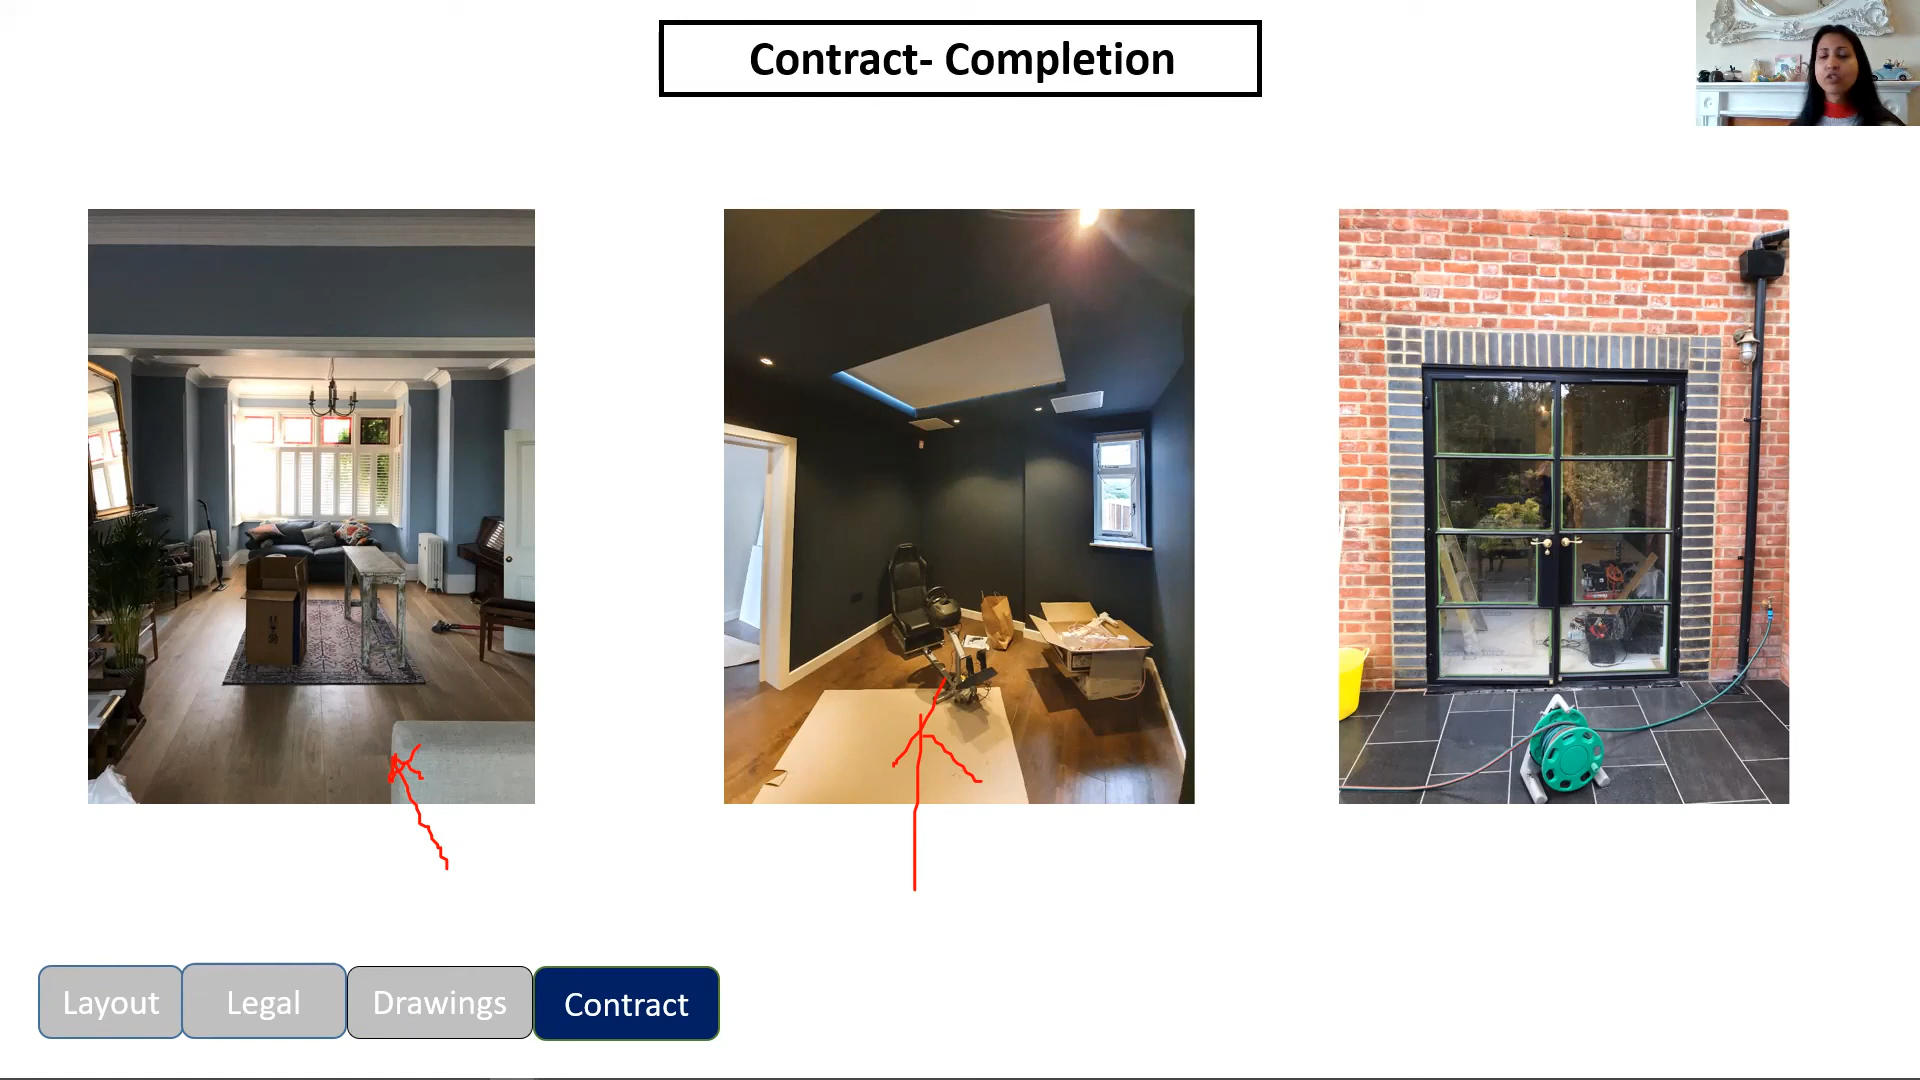 Contract- Completion
Layout
Legal
Drawings
Contract